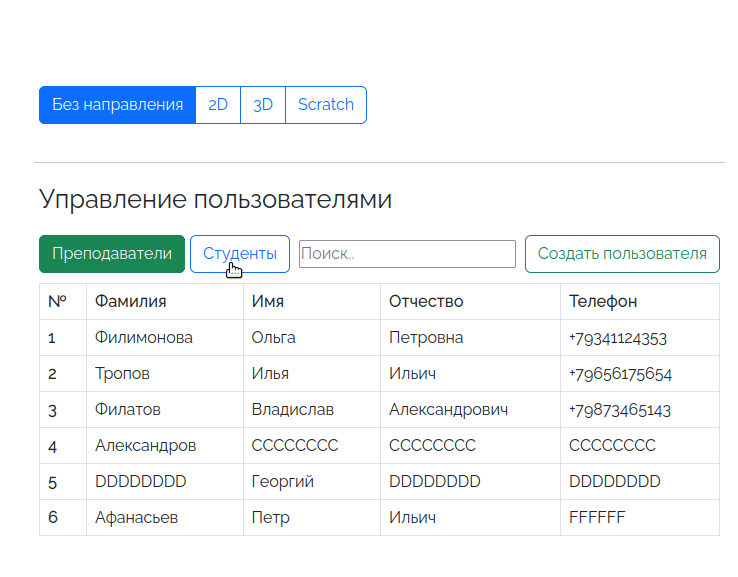 Без направления 2D 3D Scratch
Управление пользователями
Преподаватели Студенты Поиск.. Создать пользователя
№ Фамилия Имя Отчество Телефон
1 Филимонова Ольга Петровна +79341124353
2 Тропов Илья Ильич +79656175654
3 Филатов Владислав Александрович +79873465143
4 Александров CCCCCCCC CCCCCCCC CCCCCCCC
5 DDDDDDDD Георгий DDDDDDDD DDDDDDDD
6 Афанасьев Петр Ильич FFFFFF